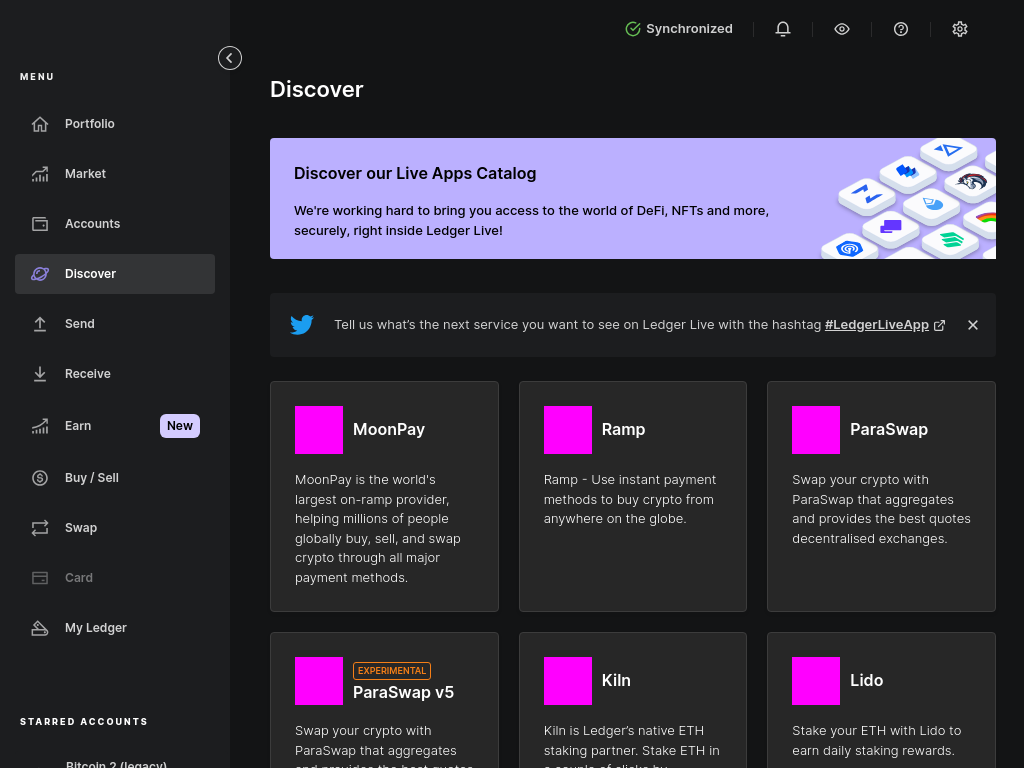 Synchronized
MENU
Portfolio
Market
Accounts
Discover
Send
Receive
Earn
New
Buy / Sell
Swap
Card
My Ledger
STARRED ACCOUNTS
Bitcoin 2 (legacy)
Discover
Discover our Live Apps Catalog
We're working hard to bring you access to the world of DeFi, NFTs and more,
securely, right inside Ledger Live!
Tell us what's the next service you want to see on Ledger Live with the hashtag #LedgerLiveApp
MoonPay
MoonPay is the world's
largest on-ramp provider,
helping millions of people
globally buy, sell, and swap
crypto through all major
payment methods.
Ramp
Ramp - Use instant payment
methods to buy crypto from
anywhere on the globe.
ParaSwap
Swap your crypto with
ParaSwap that aggregates
and provides the best quotes
decentralised exchanges.
EXPERIMENTAL
ParaSwap v5
Swap your crypto with
ParaSwap that aggregates
and provides the best quotes
Kiln
Kiln is Ledger's native ETH
staking partner. Stake ETH in
a couple of clicks by
Lido
Stake your ETH with Lido to
earn daily staking rewards.